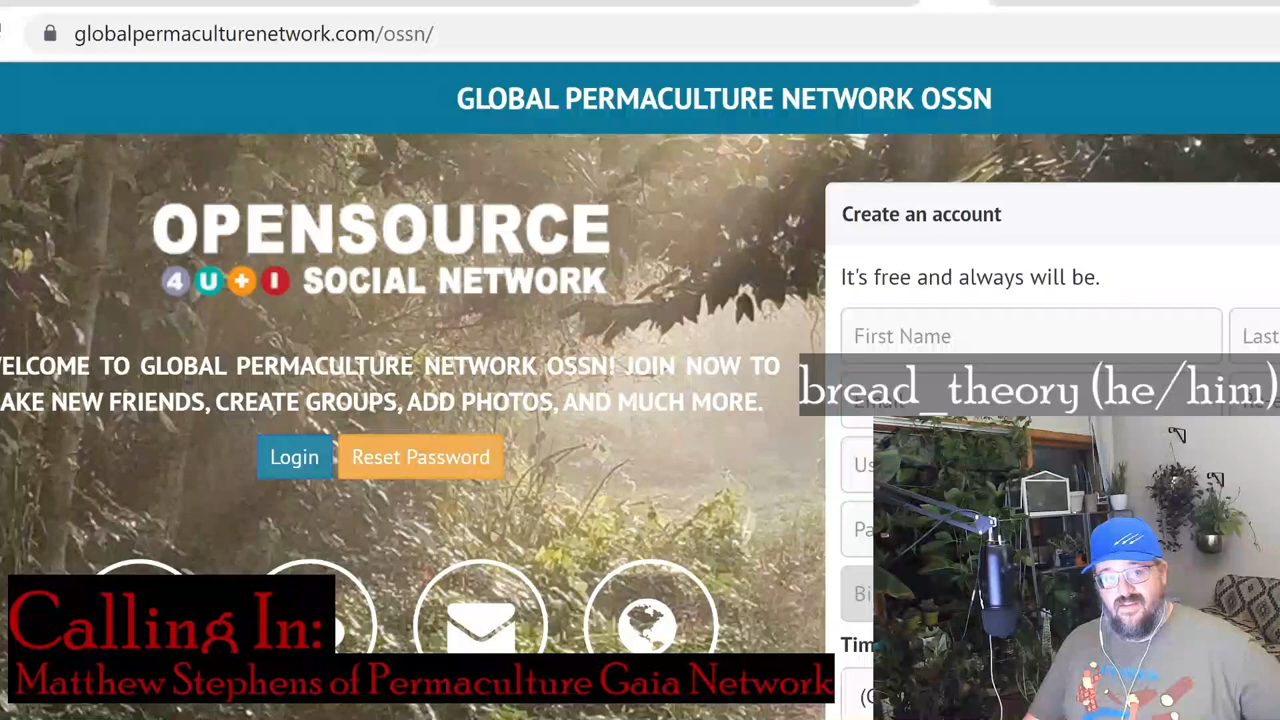 globalpermaculturenetwork.com/ossn/
GLOBAL PERMACULTURE NETWORK OSSN
OPENSOURCE
4 U + I SOCIAL NETWORK
TO GLOBAL PERMACULTURE NETWORK OSSN! JOIN NOW TO
NEW FRIENDS, CREATE GROUPS, ADD PHOTOS, AND MUCH MORE.
Login
Reset Password
Create an account
It's free and always will be.
First Name
Last
bread_theory (he/him)
Calling In:
Matthew Stephens of Permaculture Gaia Network